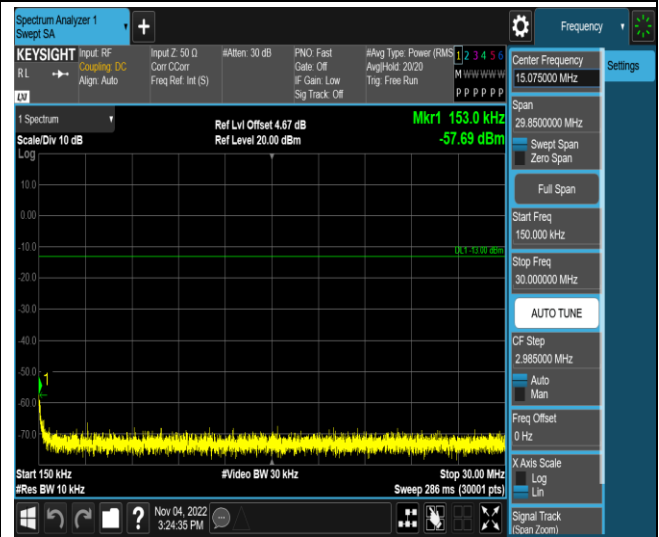 Spectrum Analyzer 1
Swept SA
+
Frequency
KEYSIGHT
RL
LXI
Input: RF
Coupling: DC
Align: Auto
Input Z: 50 Ω
Corr CCorr
Freq Ref: Int (S)
#Atten: 30 dB
PNO: Fast
Gate: Off
IF Gain: Low
Sig Track: Off
#Avg Type: Power (RMS
Avg|Hold: 20/20
Trig: Free Run
1 2 3 4 5 6
M W W W W W
P P P P P P
Center Frequency
15.075000 MHz
Settings
Span
29.8500000 MHz
Swept Span
Zero Span
Full Span
Start Freq
150.000 kHz
Stop Freq
30.000000 MHz
AUTO TUNE
CF Step
2.985000 MHz
Auto
Man
Freq Offset
0 Hz
X Axis Scale
Log
Lin
Signal Track
(Span Zoom)
1 Spectrum
Scale/Div 10 dB
Log
Ref Lvl Offset 4.67 dB
Ref Level 20.00 dBm
Mkr1 153.0 kHz
-57.69 dBm
10.0
0.00
-10.0
DL1 -13.00 dBm
-20.0
-30.0
-40.0
-50.0
1
-60.0
-70.0
Start 150 kHz
#Video BW 30 kHz
Stop 30.00 MHz
#Res BW 10 kHz
Sweep 286 ms (30001 pts)
?
Nov 04, 2022
3:24:35 PM